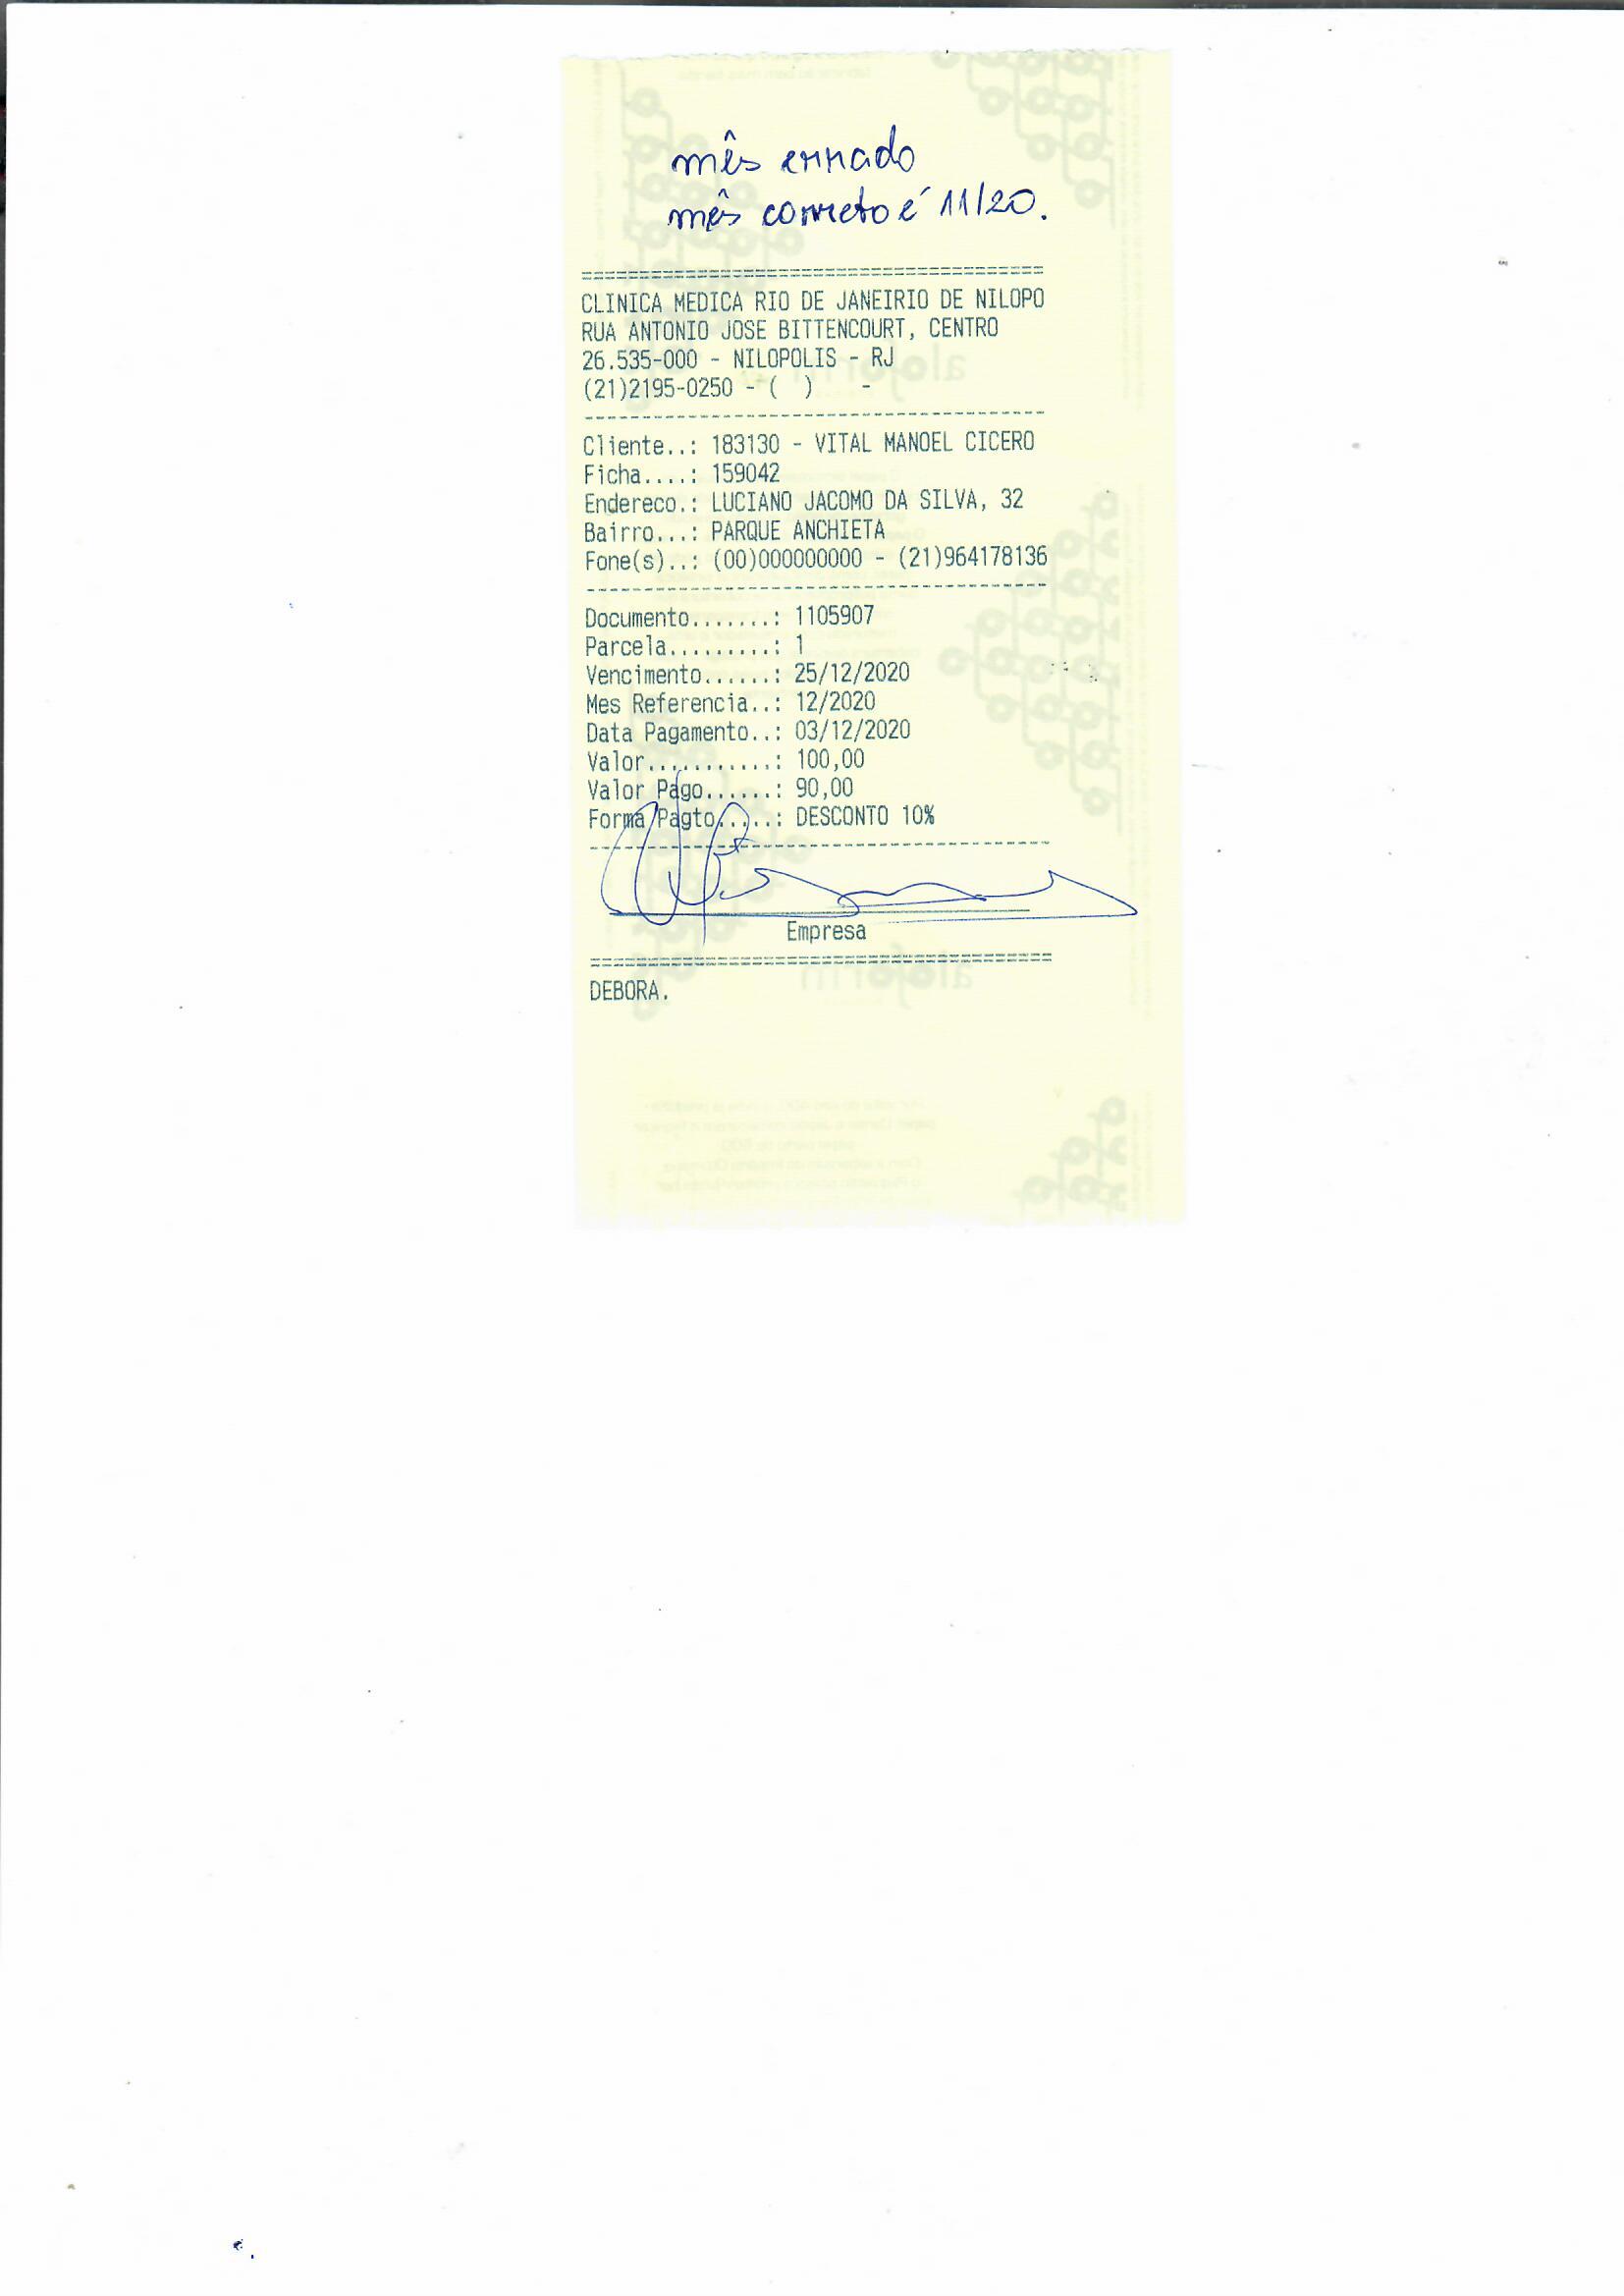 mês errado
mês correto é 11/20.
========================================
CLINICA MEDICA RIO DE JANEIRIO DE NILOPO
RUA ANTONIO JOSE BITTENCOURT, CENTRO
26.535-000 - NILOPOLIS - RJ
(21)2195-0250 - (  )    -
----------------------------------------
Cliente..: 183130 - VITAL MANOEL CICERO
Ficha....: 159042
Endereco.: LUCIANO JACOMO DA SILVA, 32
Bairro...: PARQUE ANCHIETA
Fone(s)..: (00)000000000 - (21)964178136
----------------------------------------
Documento.......: 1105907
Parcela.........: 1
Vencimento......: 25/12/2020
Mes Referencia..: 12/2020
Data Pagamento..: 03/12/2020
Valor...........: 100,00
Valor Pago......: 90,00
Forma Pagto.....: DESCONTO 10%
----------------------------------------
Empresa
========================================
DEBORA.